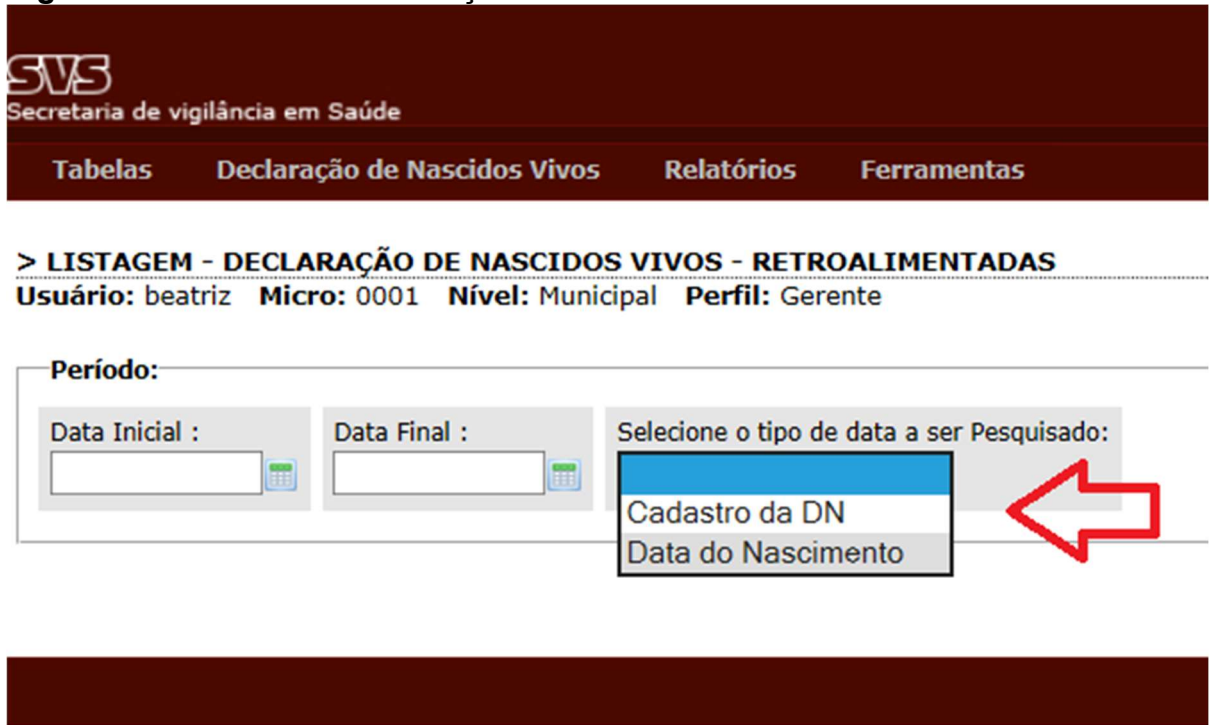 SVS
Secretaria de vigilância em Saúde
Tabelas Declaração de Nascidos Vivos Relatórios Ferramentas
> LISTAGEM - DECLARAÇÃO DE NASCIDOS VIVOS - RETROALIMENTADAS
Usuário: beatriz Micro: 0001 Nível: Municipal Perfil: Gerente
Período:
Data Inicial : Data Final : Selecione o tipo de data a ser Pesquisado:
Cadastro da DN
Data do Nascimento